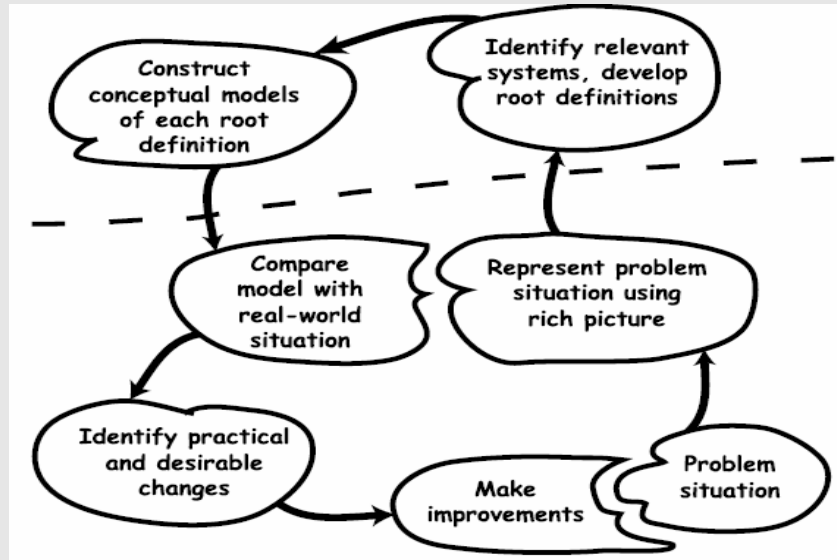 Construct
conceptual models
of each root
definition
Identify relevant
systems, develop
root definitions
Compare
model with
real-world
situation
Represent problem
situation using
rich picture
Identify practical
and desirable
changes
Make
improvements
Problem
situation